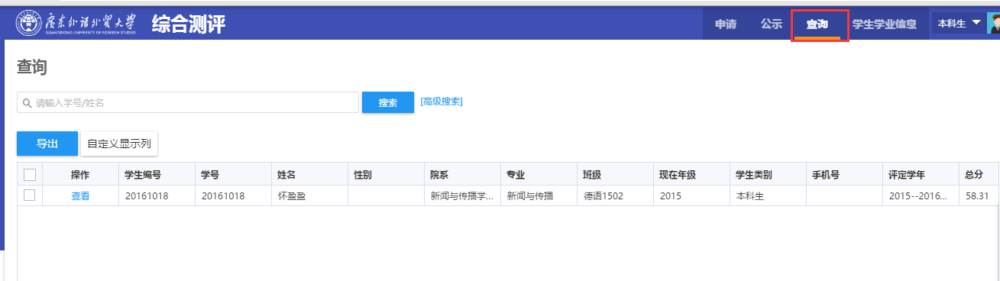 广东外语外贸大学 综合测评 申请 公示 查询 学生学业信息 本科生
GUANGDONG UNIVERSITY OF FOREIGN STUDIES
查询
请输入学号/姓名 搜索 [高级搜索]
导出 自定义显示列
操作 学生编号 学号 姓名 性别 院系 专业 班级 现在年级 学生类别 手机号 评定学年 总分
查看 20161018 20161018 怀盈盈 新闻与传播学... 新闻与传播 德语1502 2015 本科生 2015--2016... 58.31